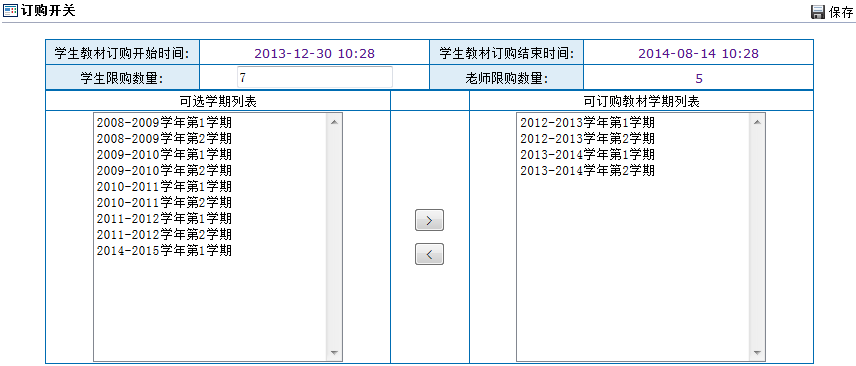 订购开关
保存
学生教材订购开始时间: 2013-12-30 10:28 学生教材订购结束时间: 2014-08-14 10:28
学生限购数量: 7 老师限购数量: 5
可选学期列表 可订购教材学期列表
2008-2009学年第1学期
2008-2009学年第2学期
2009-2010学年第1学期
2009-2010学年第2学期
2010-2011学年第1学期
2010-2011学年第2学期
2011-2012学年第1学期
2011-2012学年第2学期
2014-2015学年第1学期
>
<
2012-2013学年第1学期
2012-2013学年第2学期
2013-2014学年第1学期
2013-2014学年第2学期